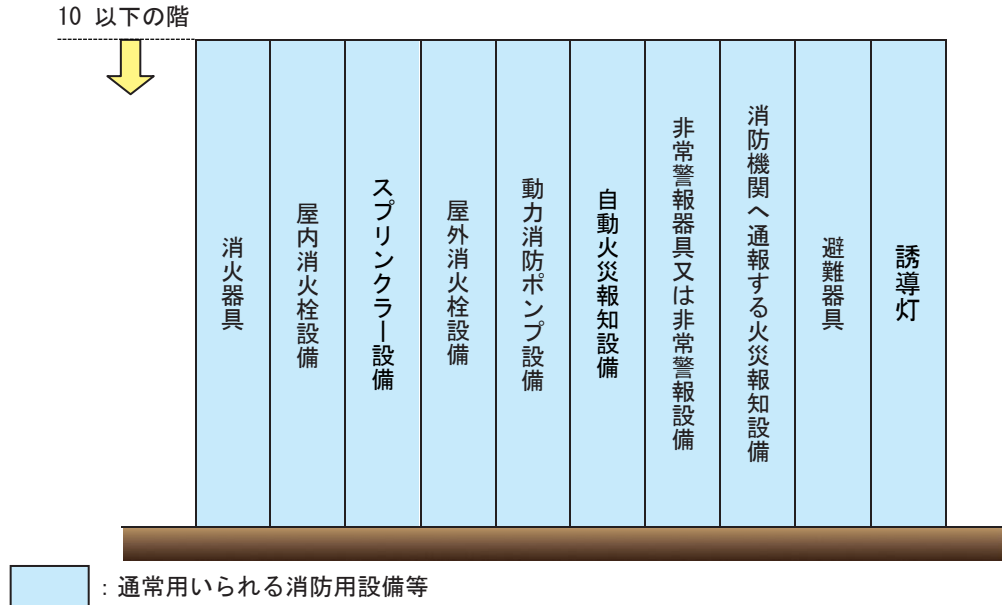 10 以下の階
消火器具
屋内消火栓設備
スプリンクラー設備
屋外消火栓設備
動力消防ポンプ設備
自動火災報知設備
非常警報器具又は非常警報設備
消防機関へ通報する火災報知設備
避難器具
誘導灯
：通常用いられる消防用設備等